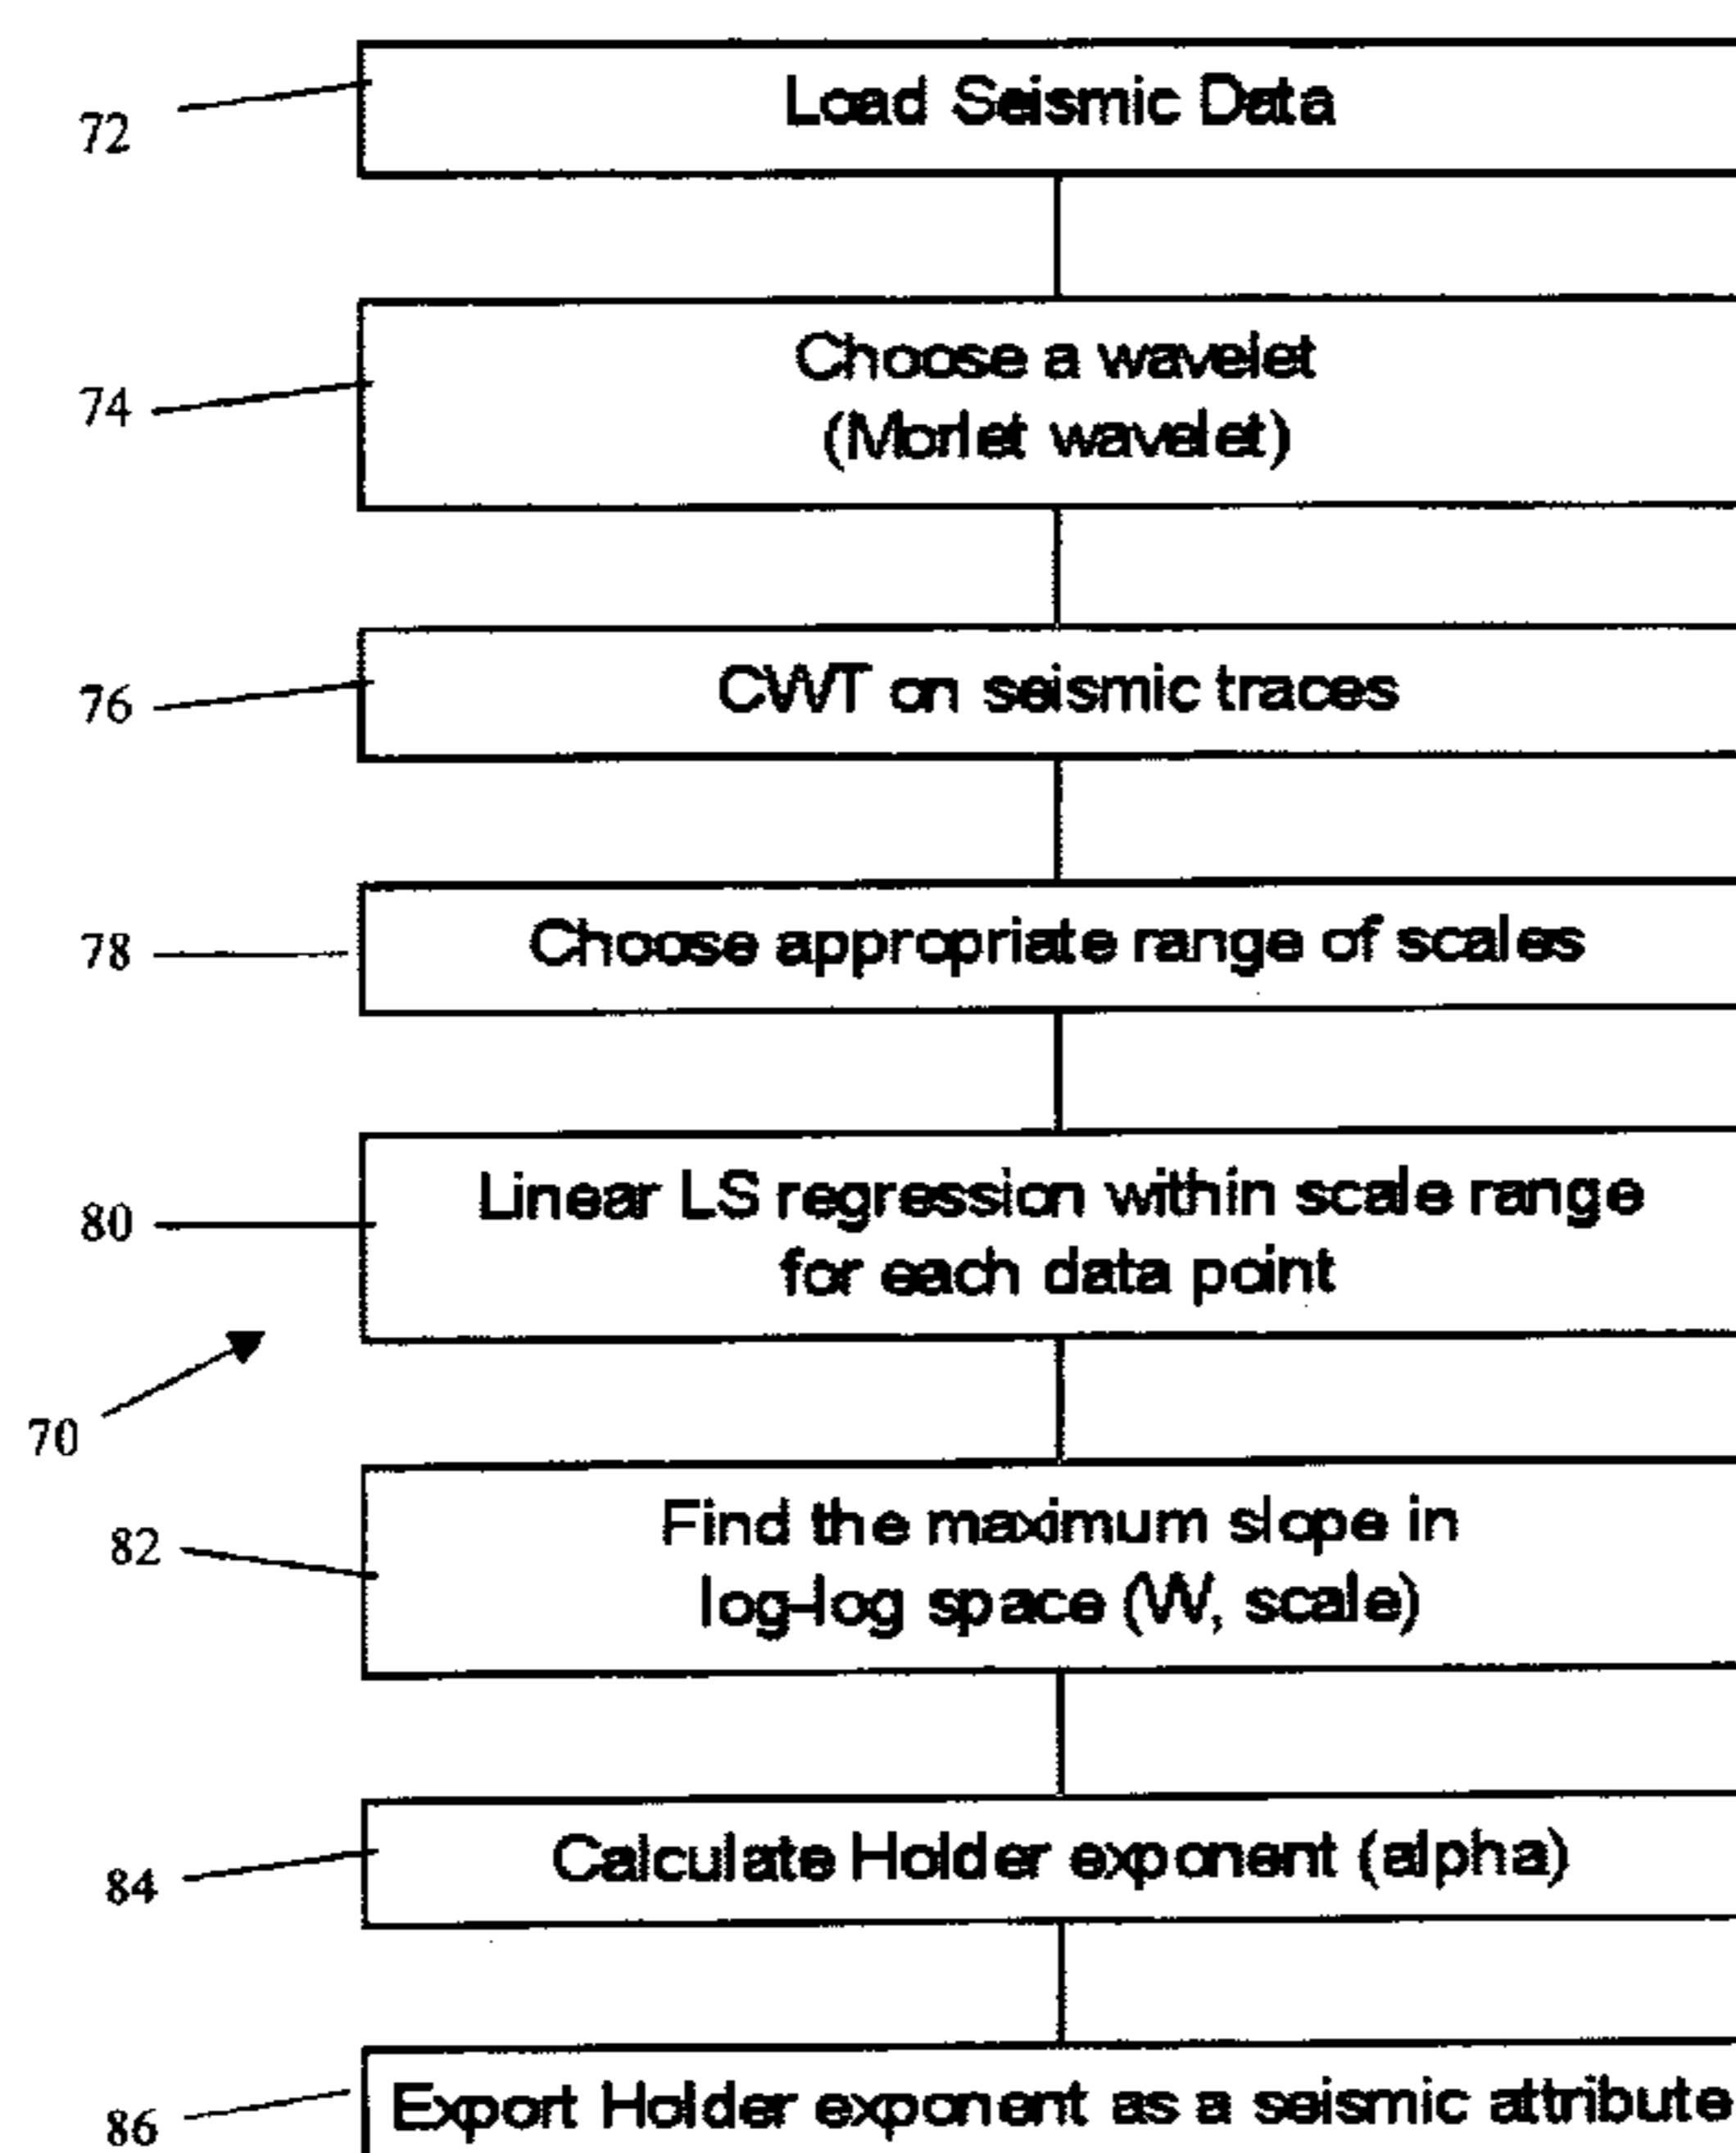 72
Load Seismic Data
74
Choose a wavelet
(Morlet wavelet)
76
CWT on seismic traces
78
Choose appropriate range of scales
80
Linear LS regression within scale range
for each data point
70
82
Find the maximum slope in
log-log space (W, scale)
84
Calculate Holder exponent (alpha)
86
Export Holder exponent as a seismic attribute